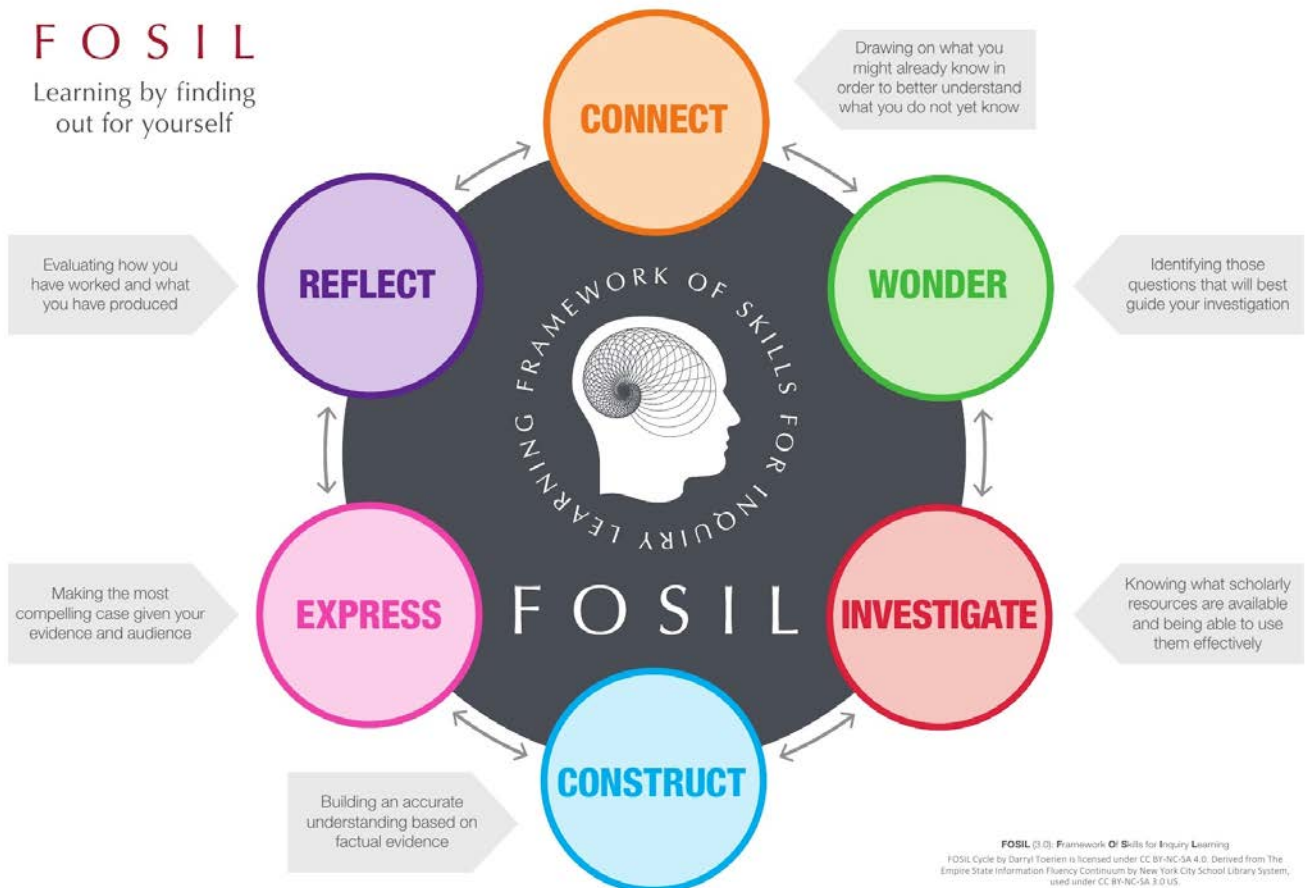 F O S I L
Learning by finding
out for yourself
CONNECT
Drawing on what you
might already know in
order to better understand
what you do not yet know
WONDER
Identifying those
questions that will best
guide your investigation
INVESTIGATE
Knowing what scholarly
resources are available
and being able to use
them effectively
CONSTRUCT
Building an accurate
understanding based on
factual evidence
EXPRESS
Making the most
compelling case given your
evidence and audience
REFLECT
Evaluating how you
have worked and what
you have produced
FRAMEWORK OF SKILLS FOR INQUIRY LEARNING
F O S I L
FOSIL (3.0): Framework Of Skills for Inquiry Learning
FOSIL Cycle by Darryl Toerien is licensed under CC BY-NC-SA 4.0. Derived from The
Empire State Information Fluency Continuum by New York City School Library System,
used under CC BY-NC-SA 3.0 US.